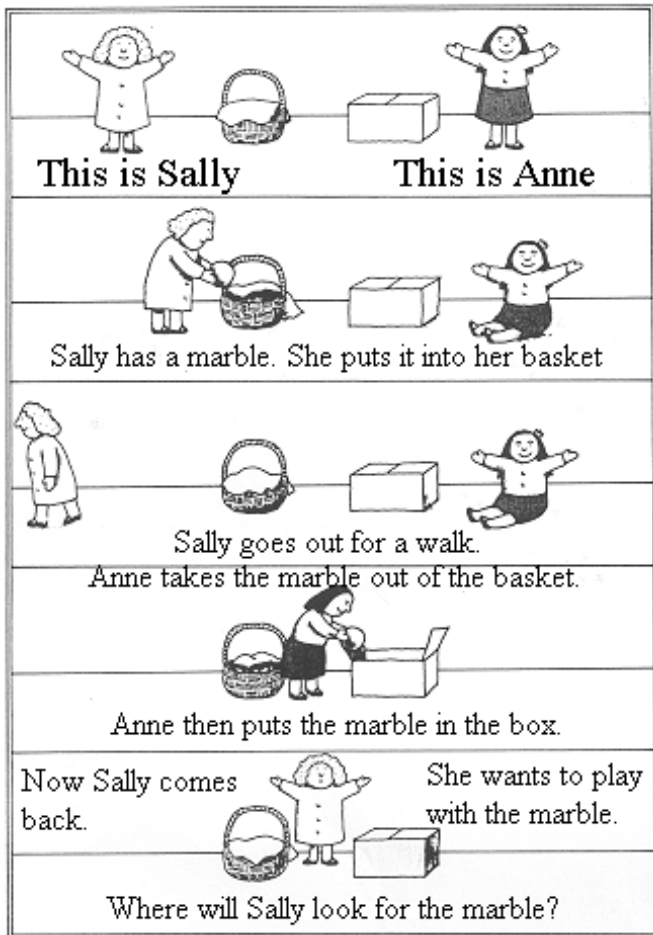 This is Sally
This is Anne
Sally has a marble. She puts it into her basket
Sally goes out for a walk.
Anne takes the marble out of the basket.
Anne then puts the marble in the box.
Now Sally comes
back.
She wants to play
with the marble.
Where will Sally look for the marble?